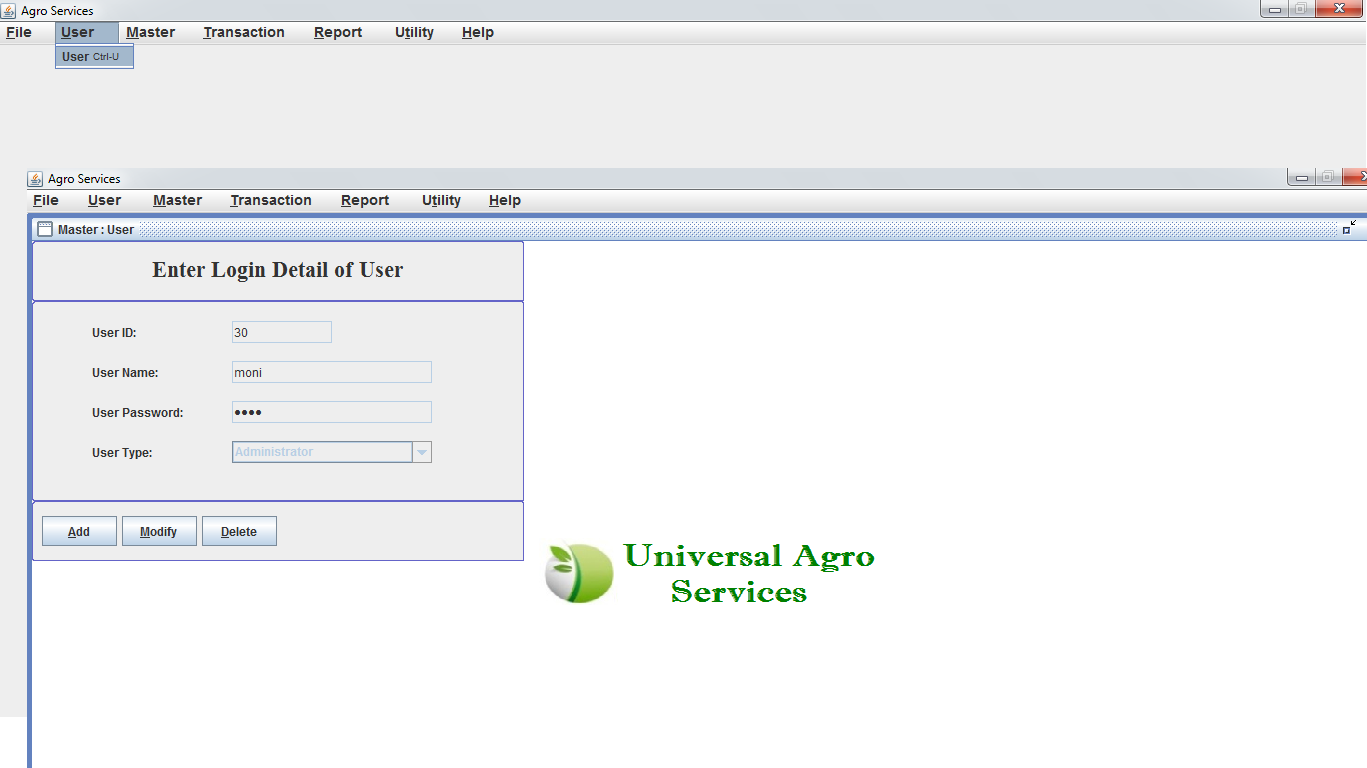 Agro Services
File User Master Transaction Report Utility Help
User Ctrl-U
Agro Services
File User Master Transaction Report Utility Help
Master : User
Enter Login Detail of User
User ID: 30
User Name: moni
User Password: ••••
User Type: Administrator
Add Modify Delete
Universal Agro
Services